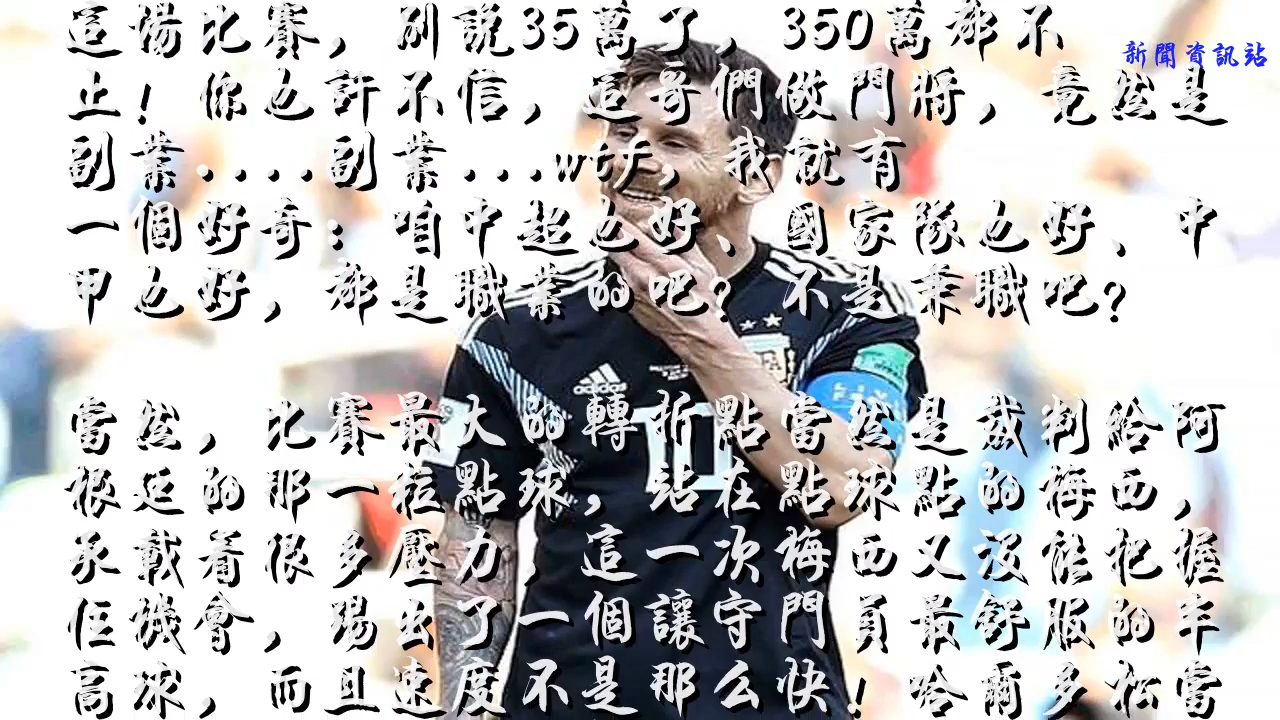 這場比賽，別說35萬了，350萬都不
新聞資訊站
止！你也許不信，這哥們做門將，竟然是
副業....副業...wtf，我就有
一個好奇：咱中超也好、國家隊也好、中
甲也好，都是職業的吧？不是兼職吧？
adidas
10
當然，比賽最大的轉折點當然是裁判給阿
根廷的那一粒點球，站在點球點的梅西，
承載着很多壓力，這一次梅西又沒能把握
住機會，踢出了一個讓守門員最舒服的半
高球，而且速度不是那么快！哈爾多松當